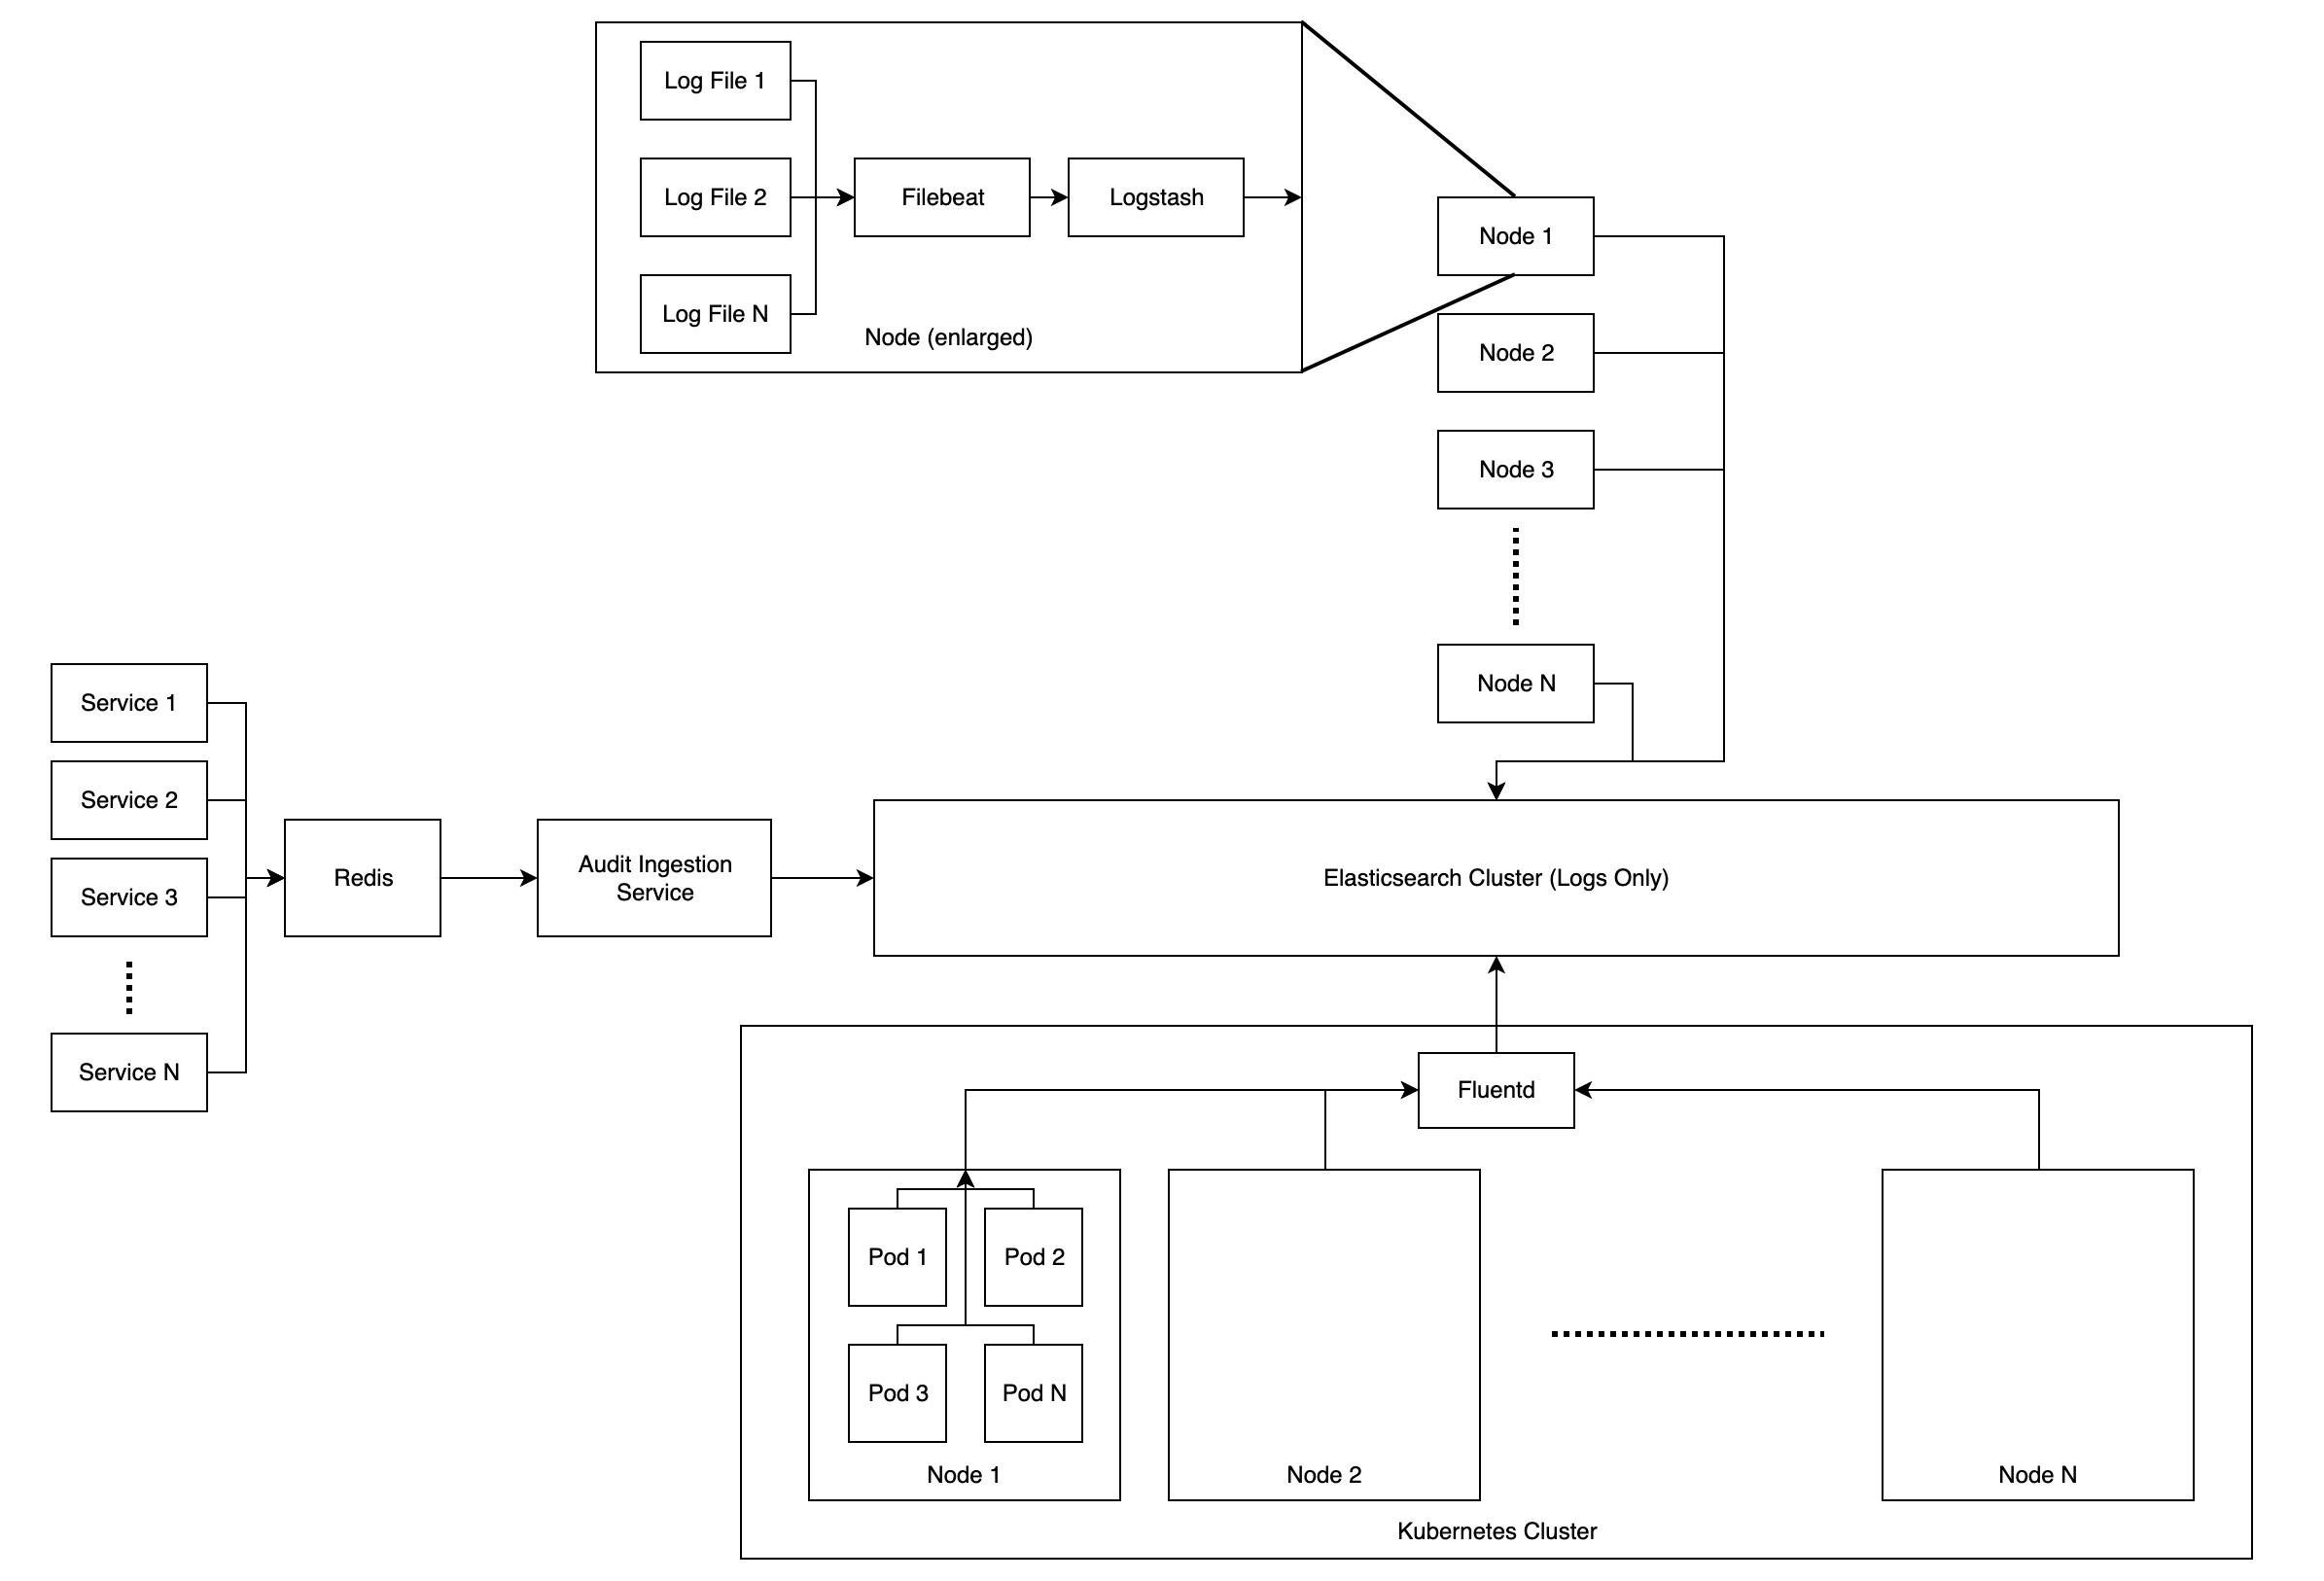 Log File 1
Log File 2
Log File N
Filebeat
Logstash
Node (enlarged)
Node 1
Node 2
Node 3
Node N
Service 1
Service 2
Service 3
Service N
Redis
Audit Ingestion
Service
Elasticsearch Cluster (Logs Only)
Fluentd
Pod 1
Pod 2
Pod 3
Pod N
Node 1
Node 2
Node N
Kubernetes Cluster